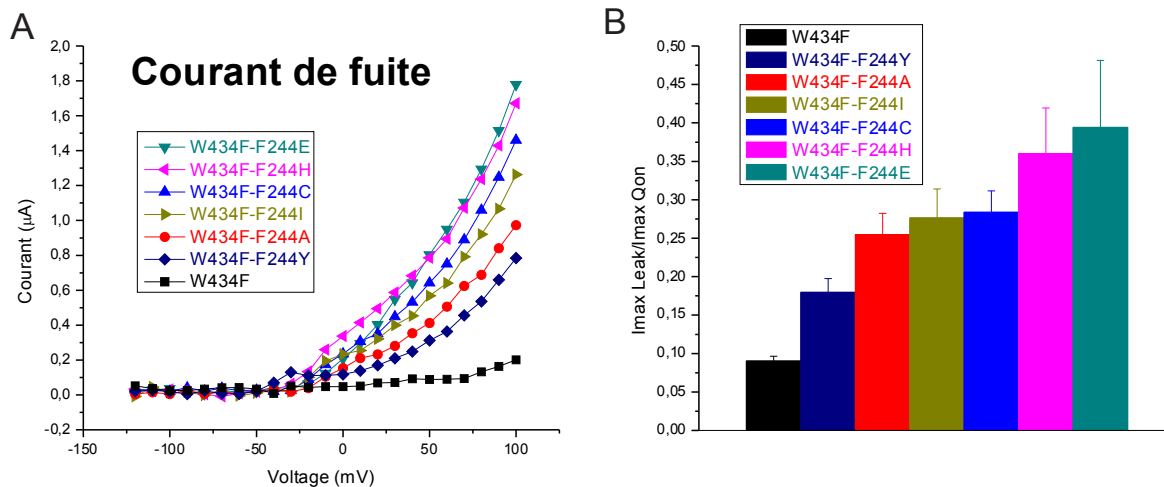 A
Courant de fuite
2,0
1,8
1,6
1,4
1,2
1,0
0,8
0,6
0,4
0,2
0,0
-0,2
Courant (µA)
W434F-F244E
W434F-F244H
W434F-F244C
W434F-F244I
W434F-F244A
W434F-F244Y
W434F
-150
-100
-50
0
50
100
Voltage (mV)
B
0,50
0,45
0,40
0,35
0,30
0,25
0,20
0,15
0,10
0,05
0,00
Imax Leak/Imax Qon
W434F
W434F-F244Y
W434F-F244A
W434F-F244I
W434F-F244C
W434F-F244H
W434F-F244E